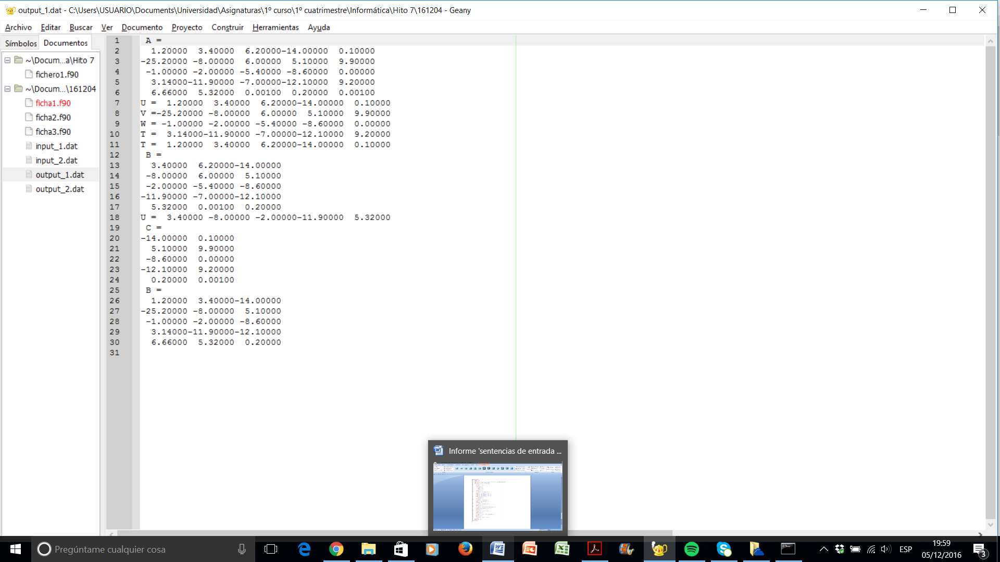 output_1.dat - C:\Users\USUARIO\Documents\Universidad\Asignaturas\1º curso\1º cuatrimestre\Informática\Hito 7\161204 - Geany
Archivo Editar Buscar Ver Documento Proyecto Construir Herramientas Ayuda
Símbolos Documentos
~\Docum...a\Hito 7
fichero1.f90
~\Docum...\161204
ficha1.f90
ficha2.f90
ficha3.f90
input_1.dat
input_2.dat
output_1.dat
output_2.dat
1 A =
2 1.20000 3.40000 6.20000-14.00000 0.10000
3 -25.20000 -8.00000 6.00000 5.10000 9.90000
4 -1.00000 -2.00000 -5.40000 -8.60000 0.00000
5 3.14000-11.90000 -7.00000-12.10000 9.20000
6 6.66000 5.32000 0.00100 0.20000 0.00100
7 U = 1.20000 3.40000 6.20000-14.00000 0.10000
8 V =-25.20000 -8.00000 6.00000 5.10000 9.90000
9 W = -1.00000 -2.00000 -5.40000 -8.60000 0.00000
10 T = 3.14000-11.90000 -7.00000-12.10000 9.20000
11 T = 1.20000 3.40000 6.20000-14.00000 0.10000
12 B =
13 3.40000 6.20000-14.00000
14 -8.00000 6.00000 5.10000
15 -2.00000 -5.40000 -8.60000
16 -11.90000 -7.00000-12.10000
17 5.32000 0.00100 0.20000
18 U = 3.40000 -8.00000 -2.00000-11.90000 5.32000
19 C =
20 -14.00000 0.10000
21 5.10000 9.90000
22 -8.60000 0.00000
23 -12.10000 9.20000
24 0.20000 0.00100
25 B =
26 1.20000 3.40000-14.00000
27 -25.20000 -8.00000 5.10000
28 -1.00000 -2.00000 -8.60000
29 3.14000-11.90000-12.10000
30 6.66000 5.32000 0.20000
31
Informe 'sentencias de entrada ...
Pregúntame cualquier cosa
ESP
19:59
05/12/2016
3